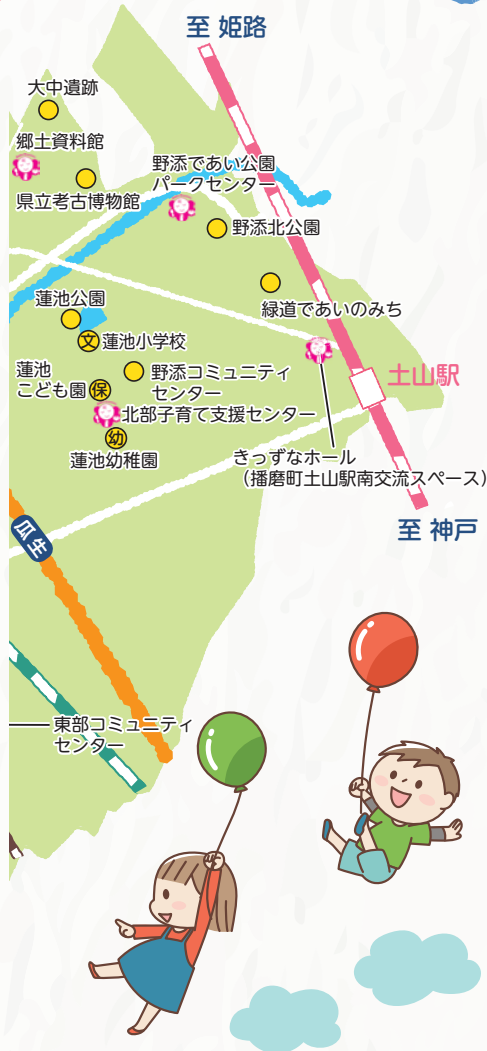 至 姫路
大中遺跡
郷土資料館
県立考古博物館
野添であい公園
パークセンター
野添北公園
緑道であいのみち
蓮池公園
文
蓮池小学校
蓮池
こども園
保
野添コミュニティ
センター
北部子育て支援センター
幼
蓮池幼稚園
土山駅
きっずなホール
(播磨町土山駅南交流スペース)
至 神戸
瓜生
東部コミュニティ
センター